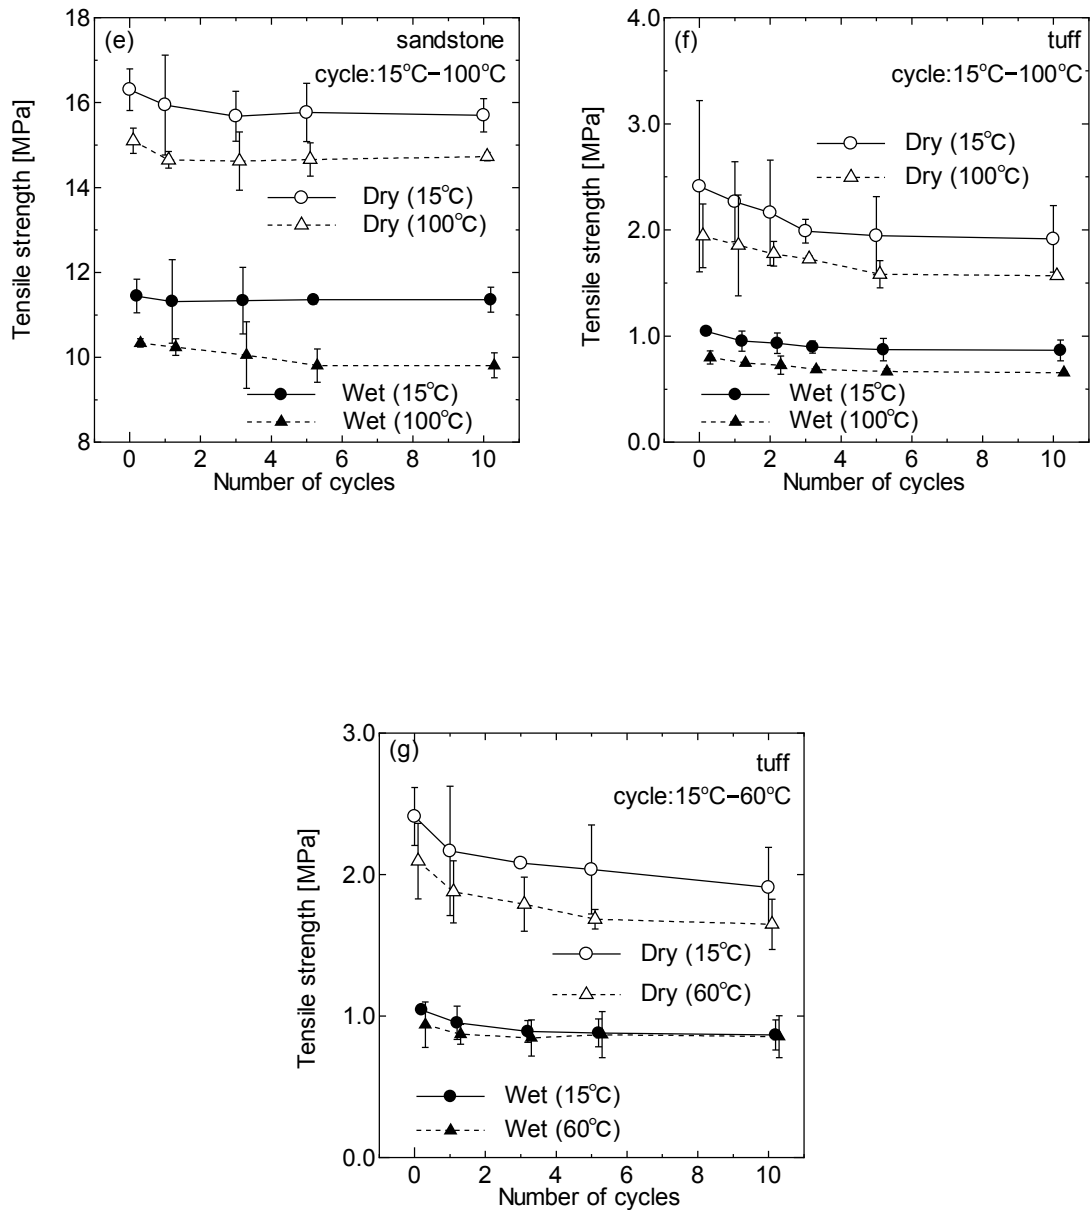 (e)
sandstone
cycle:15°C−100°C
18
16
14
12
10
8
Tensile strength [MPa]
Dry (15°C)
Dry (100°C)
Wet (15°C)
Wet (100°C)
0 2 4 6 8 10
Number of cycles
(f)
tuff
cycle:15°C−100°C
4.0
3.0
2.0
1.0
0.0
Tensile strength [MPa]
Dry (15°C)
Dry (100°C)
Wet (15°C)
Wet (100°C)
0 2 4 6 8 10
Number of cycles
(g)
tuff
cycle:15°C−60°C
3.0
2.0
1.0
0.0
Tensile strength [MPa]
Dry (15°C)
Dry (60°C)
Wet (15°C)
Wet (60°C)
0 2 4 6 8 10
Number of cycles